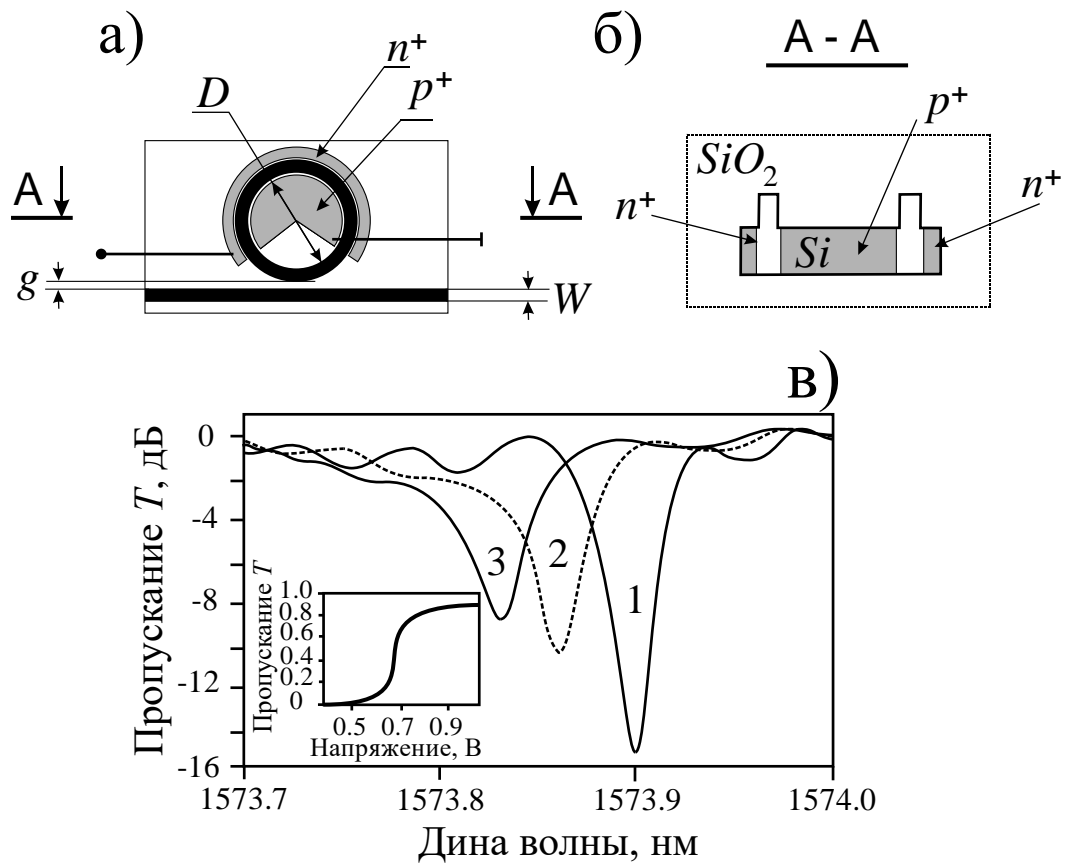 а)
n+
p+
D
A
A
g
W
б)
A - A
p+
SiO2
n+
n+
Si
в)
Пропускание T, дБ
0
-4
-8
-12
-16
3
2
1
Пропускание T
1.0
0.8
0.6
0.4
0.2
0
0.5 0.7 0.9
Напряжение, В
1573.7 1573.8 1573.9 1574.0
Дина волны, нм